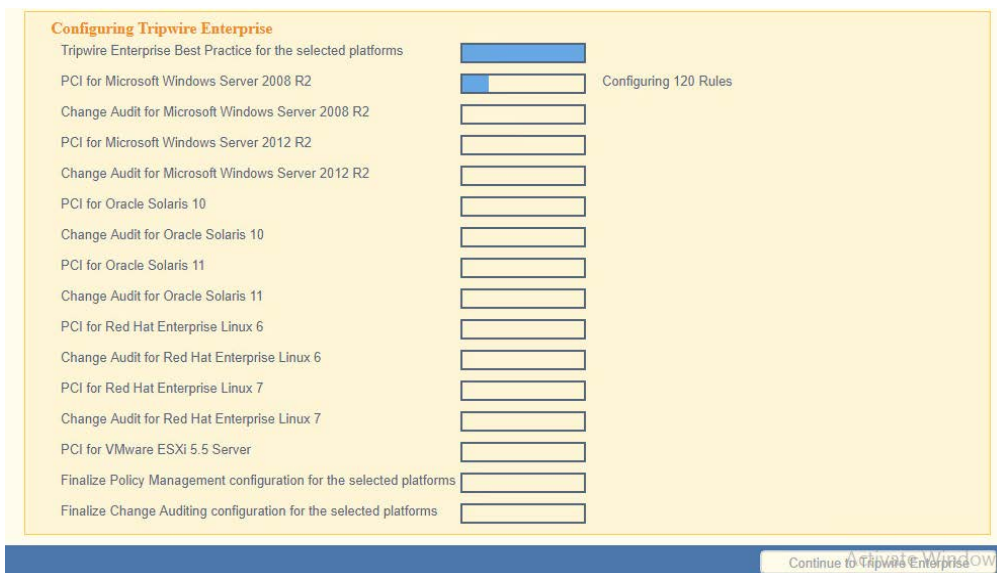 Configuring Tripwire Enterprise
Tripwire Enterprise Best Practice for the selected platforms
PCI for Microsoft Windows Server 2008 R2 Configuring 120 Rules
Change Audit for Microsoft Windows Server 2008 R2
PCI for Microsoft Windows Server 2012 R2
Change Audit for Microsoft Windows Server 2012 R2
PCI for Oracle Solaris 10
Change Audit for Oracle Solaris 10
PCI for Oracle Solaris 11
Change Audit for Oracle Solaris 11
PCI for Red Hat Enterprise Linux 6
Change Audit for Red Hat Enterprise Linux 6
PCI for Red Hat Enterprise Linux 7
Change Audit for Red Hat Enterprise Linux 7
PCI for VMware ESXi 5.5 Server
Finalize Policy Management configuration for the selected platforms
Finalize Change Auditing configuration for the selected platforms
Continue to Tripwire Enterprise
Activate Window